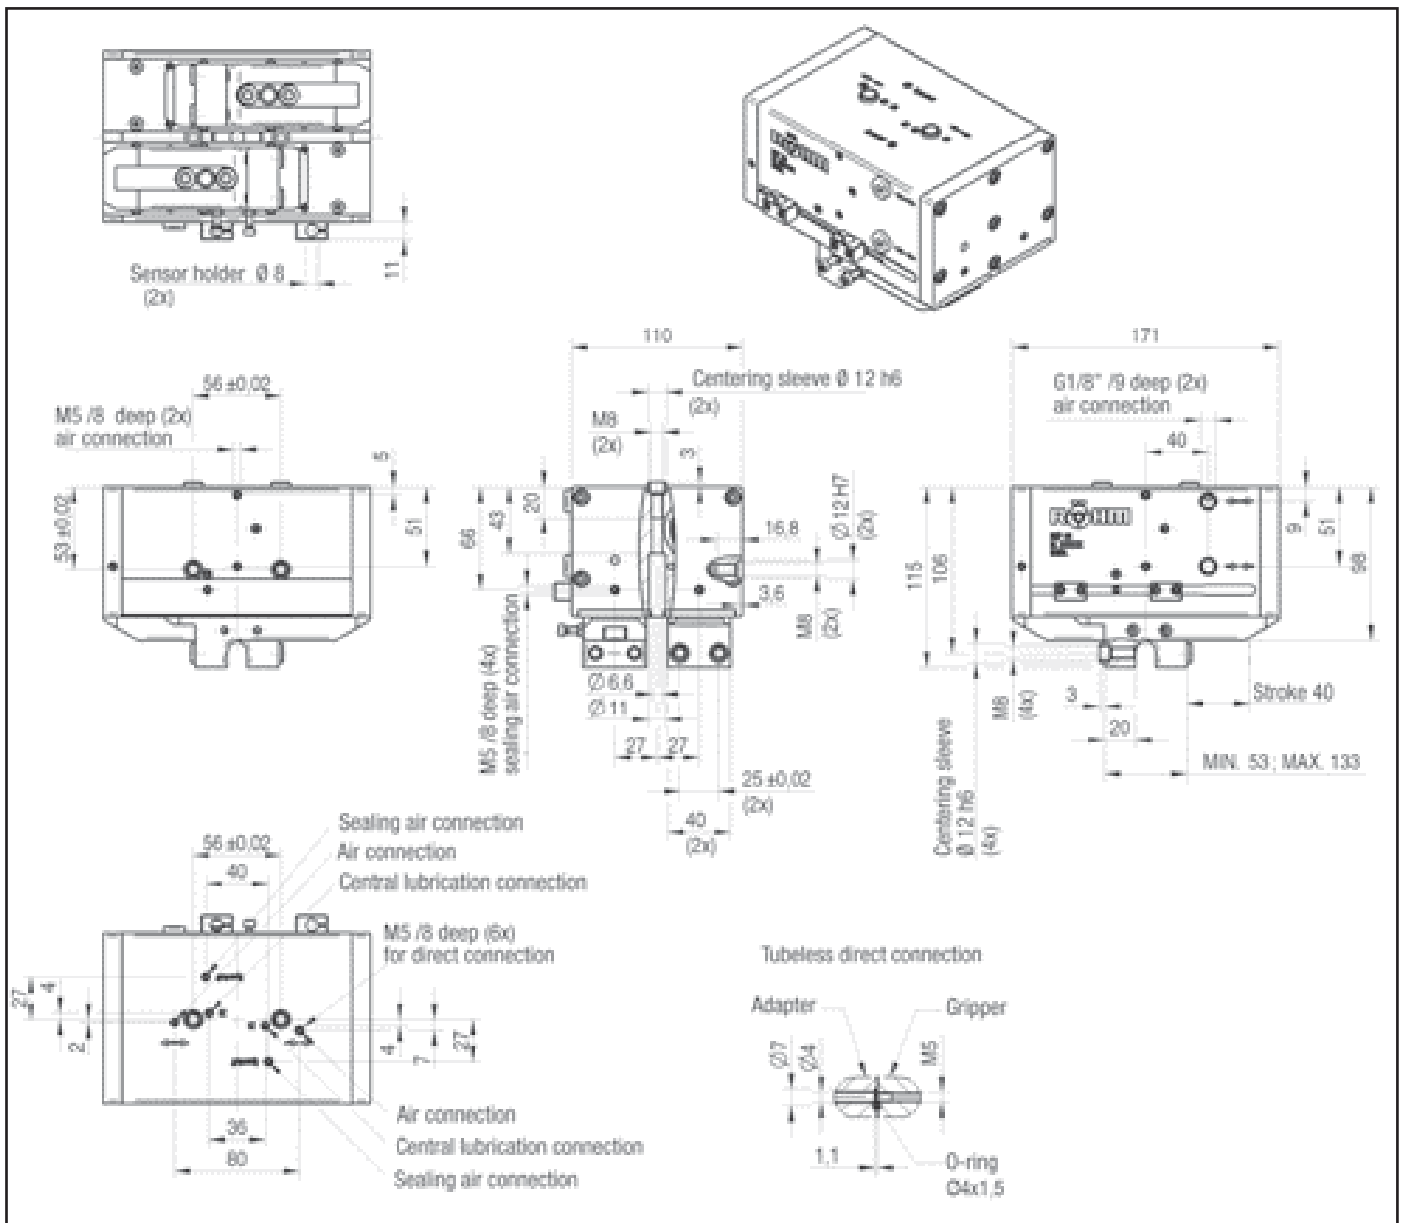 RÖHM
Sensor holder Ø 8
(2x)
11
110
171
56 ±0,02
Centering sleeve Ø 12 h6
(2x)
G1/8" /9 deep (2x)
air connection
M5 /8 deep (2x)
air connection
M8
(2x)
40
5
3
53 ±0,02
51
66
43
20
16,8
Ø 12 H7
(2x)
3,6
M8
(2x)
RÖHM
115
106
9
51
98
M5 /8 deep (4x)
sealing air connection
Ø 6,6
Ø 11
27
27
25 ±0,02
(2x)
40
(2x)
M8
(4x)
3
20
Stroke 40
MIN. 53 ; MAX. 133
Centering sleeve
Ø 12 h6
(4x)
Sealing air connection
56 ±0,02
Air connection
40
Central lubrication connection
M5 /8 deep (6x)
for direct connection
27
4
2
4
7
27
36
80
Air connection
Central lubrication connection
Sealing air connection
Tubeless direct connection
Adapter
Gripper
Ø7
Ø4
M5
1,1
O-ring
Ø4x1,5